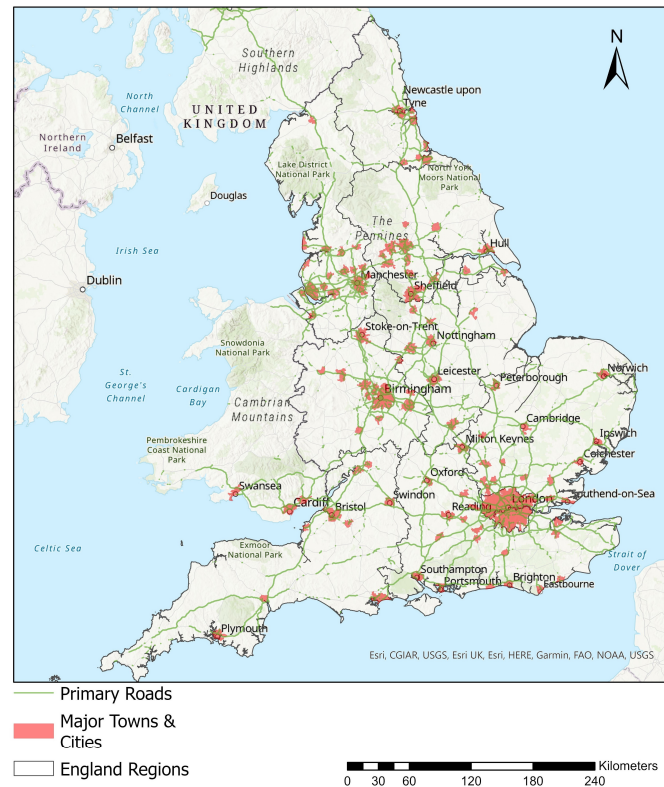 N
Southern
Highlands
Newcastle upon
Tyne
North
Channel
UNITED
KINGDOM
Northern
Ireland
Belfast
Lake District
National Park
North York
Moors National
Park
Douglas
The
Pennines
Hull
Irish Sea
Manchester
Dublin
Sheffield
Stoke-on-Trent
Nottingham
Snowdonia
National Park
Leicester
Norwich
St.
George's
Channel
Cardigan
Bay
Peterborough
Birmingham
Cambrian
Mountains
Cambridge
Pembrokeshire
Coast National
Park
Milton Keynes
Ipswich
Colchester
Oxford
Swansea
Swindon
London
Southend-on-Sea
Cardiff
Bristol
Reading
Celtic Sea
Exmoor
National Park
Strait of
Dover
Southampton
Portsmouth
Brighton
Eastbourne
Plymouth
Esri, CGIAR, USGS, Esri UK, Esri, HERE, Garmin, FAO, NOAA, USGS
Primary Roads
Major Towns &
Cities
England Regions
Kilometers
0 30 60 120 180 240